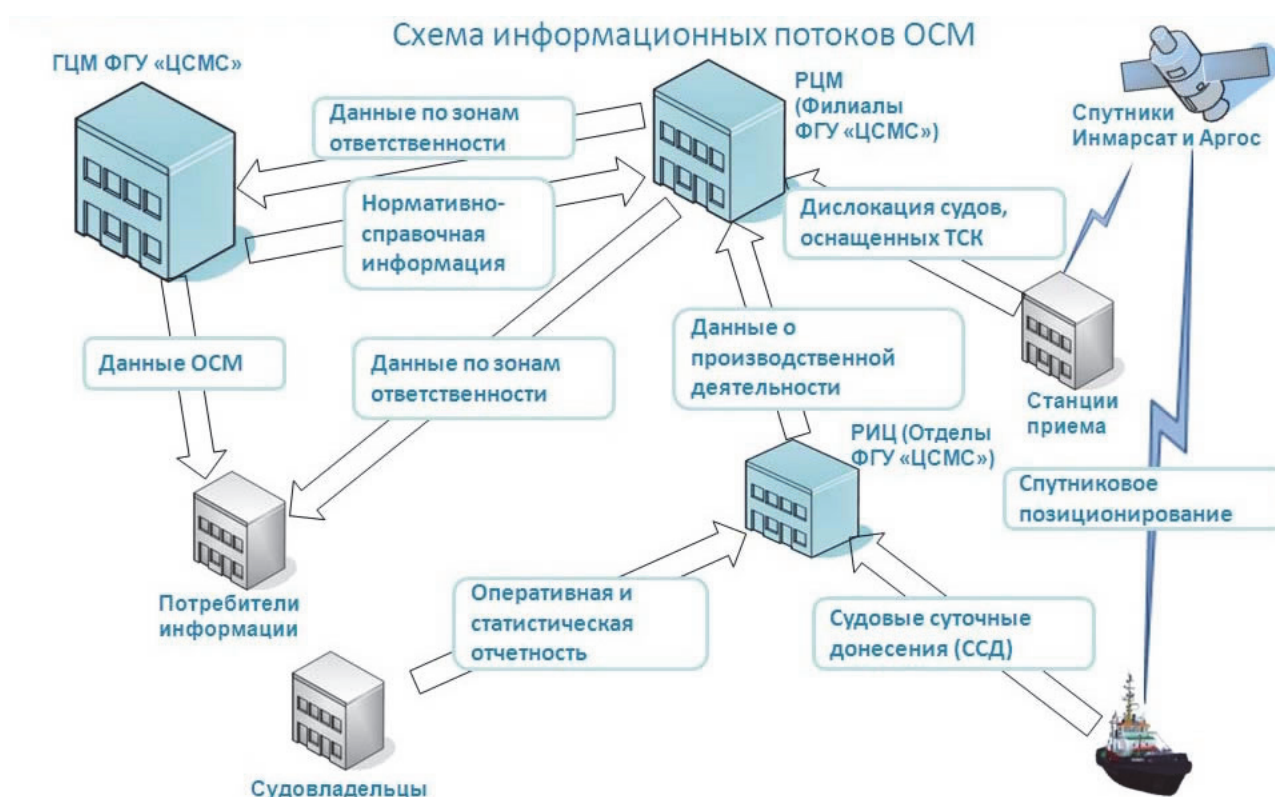 Схема информационных потоков ОСМ
ГЦМ ФГУ «ЦСМС»
РЦМ
(Филиалы
ФГУ «ЦСМС»)
Спутники
Инмарсат и Аргос
Данные по зонам
ответственности
Нормативно-
справочная
информация
Дислокация судов,
оснащенных ТСК
Данные ОСМ
Данные по зонам
ответственности
Данные о
производственной
деятельности
Станции
приема
РИЦ (Отделы
ФГУ «ЦСМС»)
Спутниковое
позиционирование
Потребители
информации
Оперативная и
статистическая
отчетность
Судовые суточные
донесения (ССД)
Судовладельцы